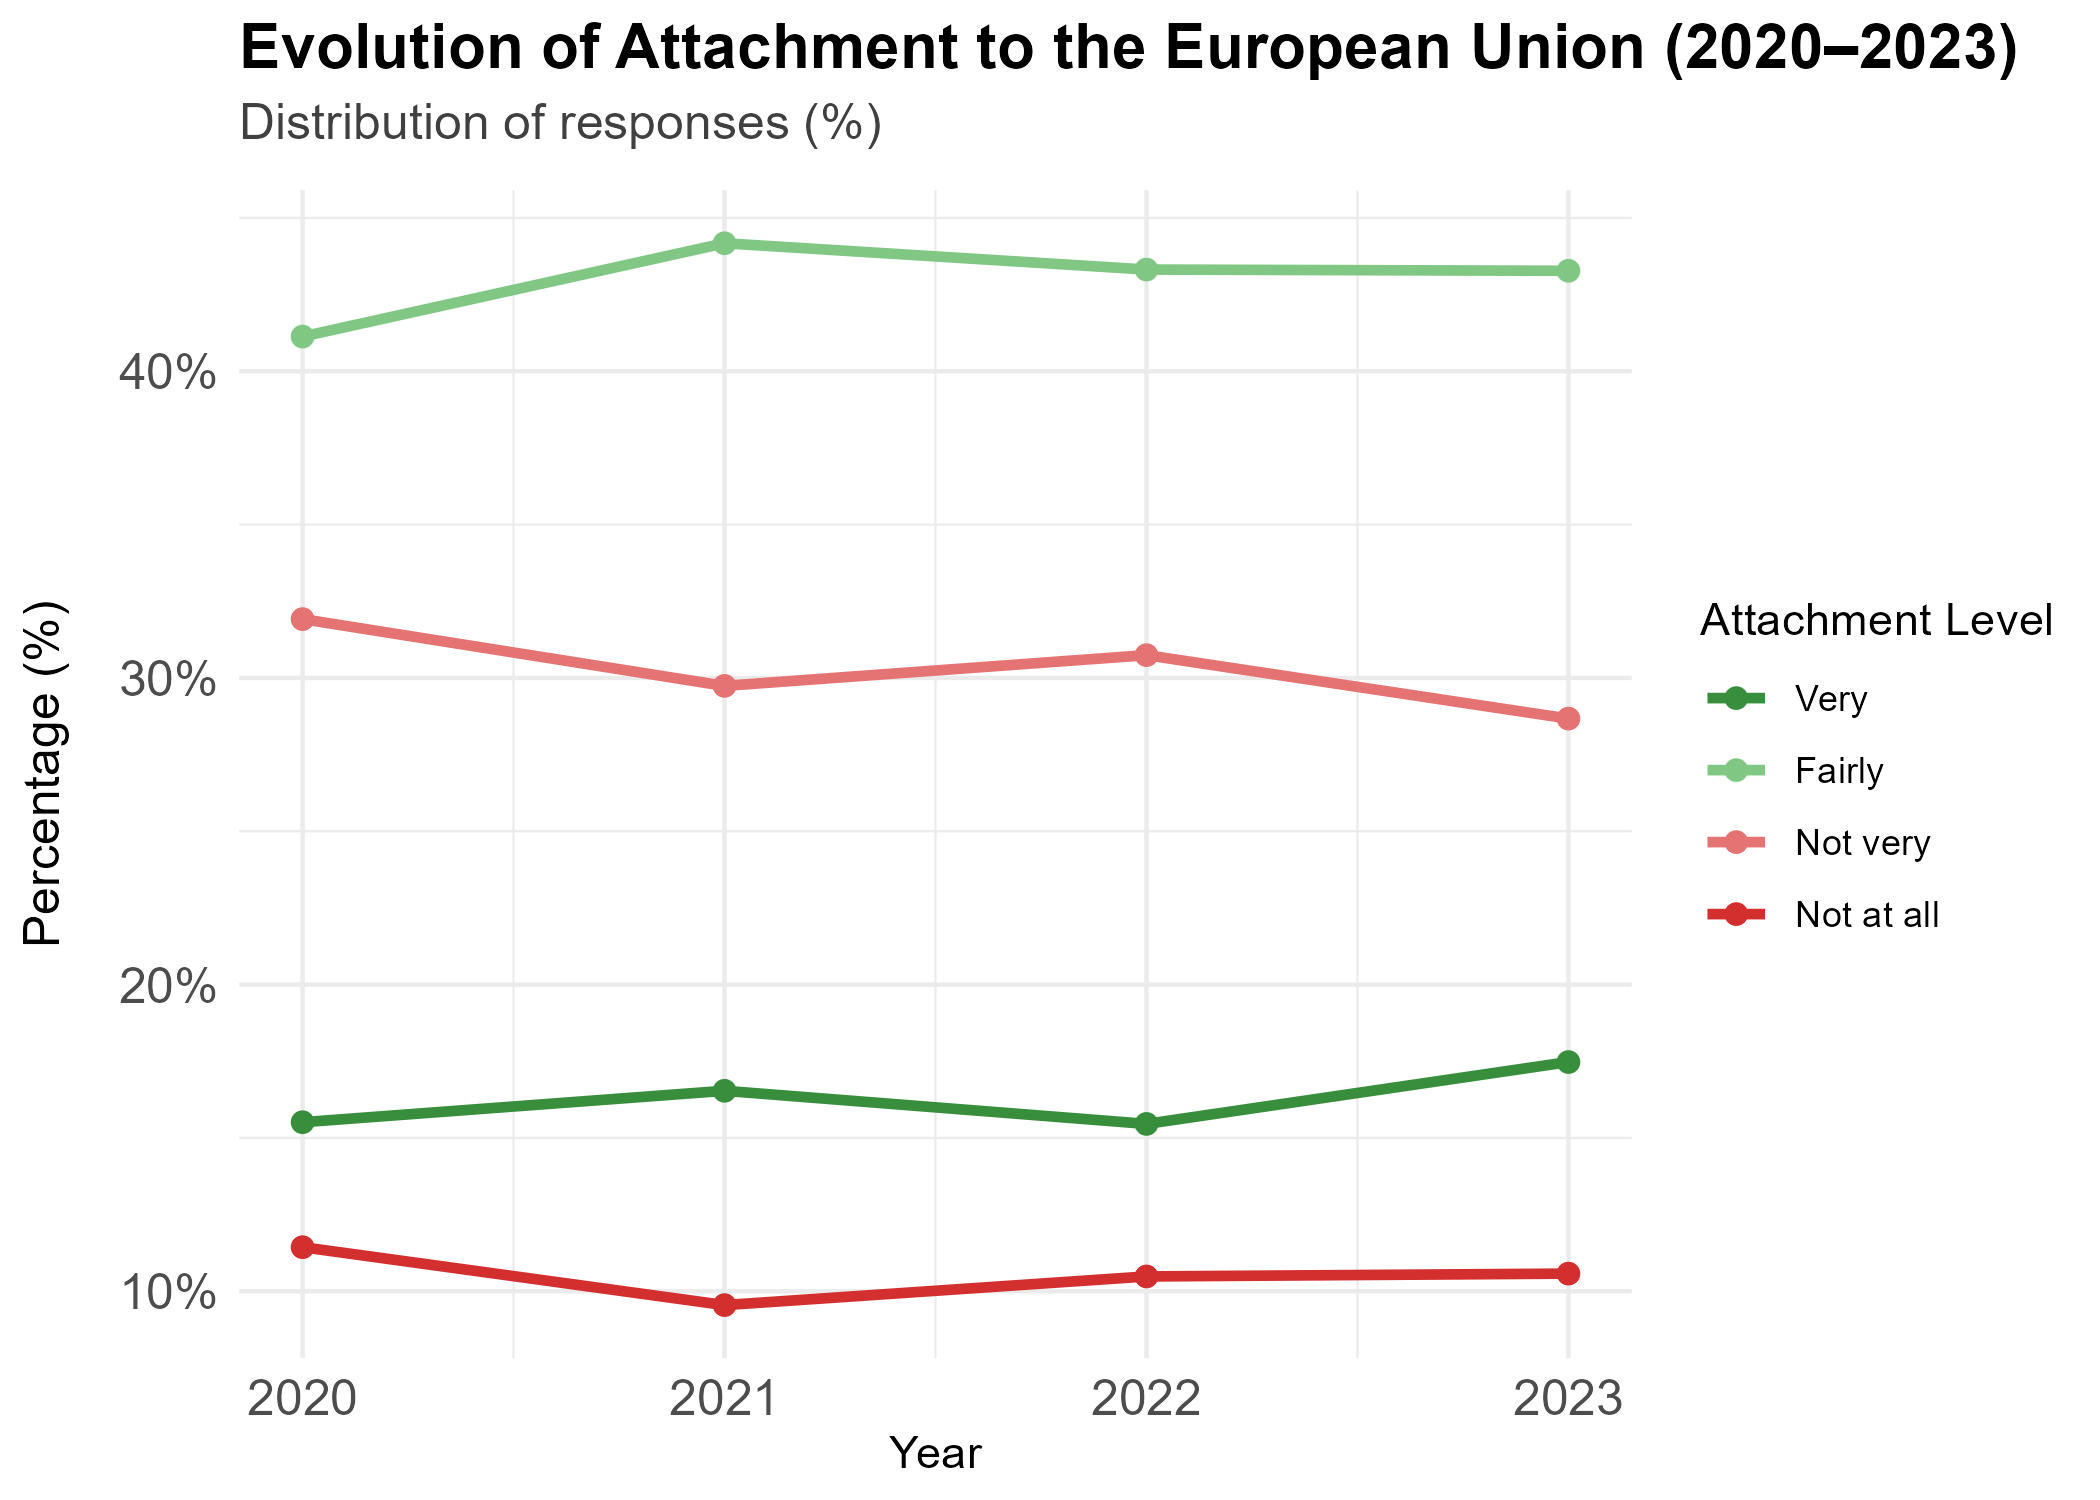 Evolution of Attachment to the European Union (2020–2023)
Distribution of responses (%)
Percentage (%)
40%
30%
20%
10%
2020
2021
2022
2023
Year
Attachment Level
Very
Fairly
Not very
Not at all